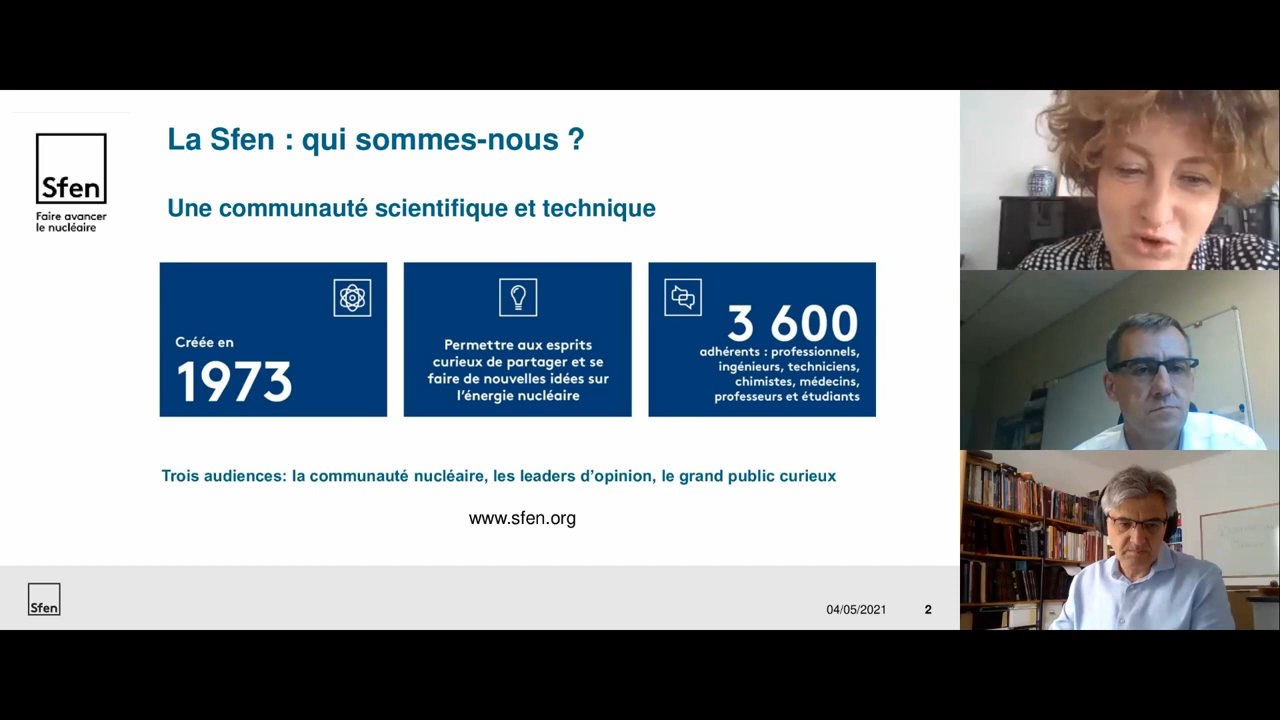 Sfen
Faire avancer
le nucléaire
La Sfen : qui sommes-nous ?
Une communauté scientifique et technique
Créée en
1973
Permettre aux esprits
curieux de partager et se
faire de nouvelles idées sur
l'énergie nucléaire
3 600
adhérents : professionnels,
ingénieurs, techniciens,
chimistes, médecins,
professeurs et étudiants
Trois audiences: la communauté nucléaire, les leaders d'opinion, le grand public curieux
www.sfen.org
Sfen
04/05/2021
2